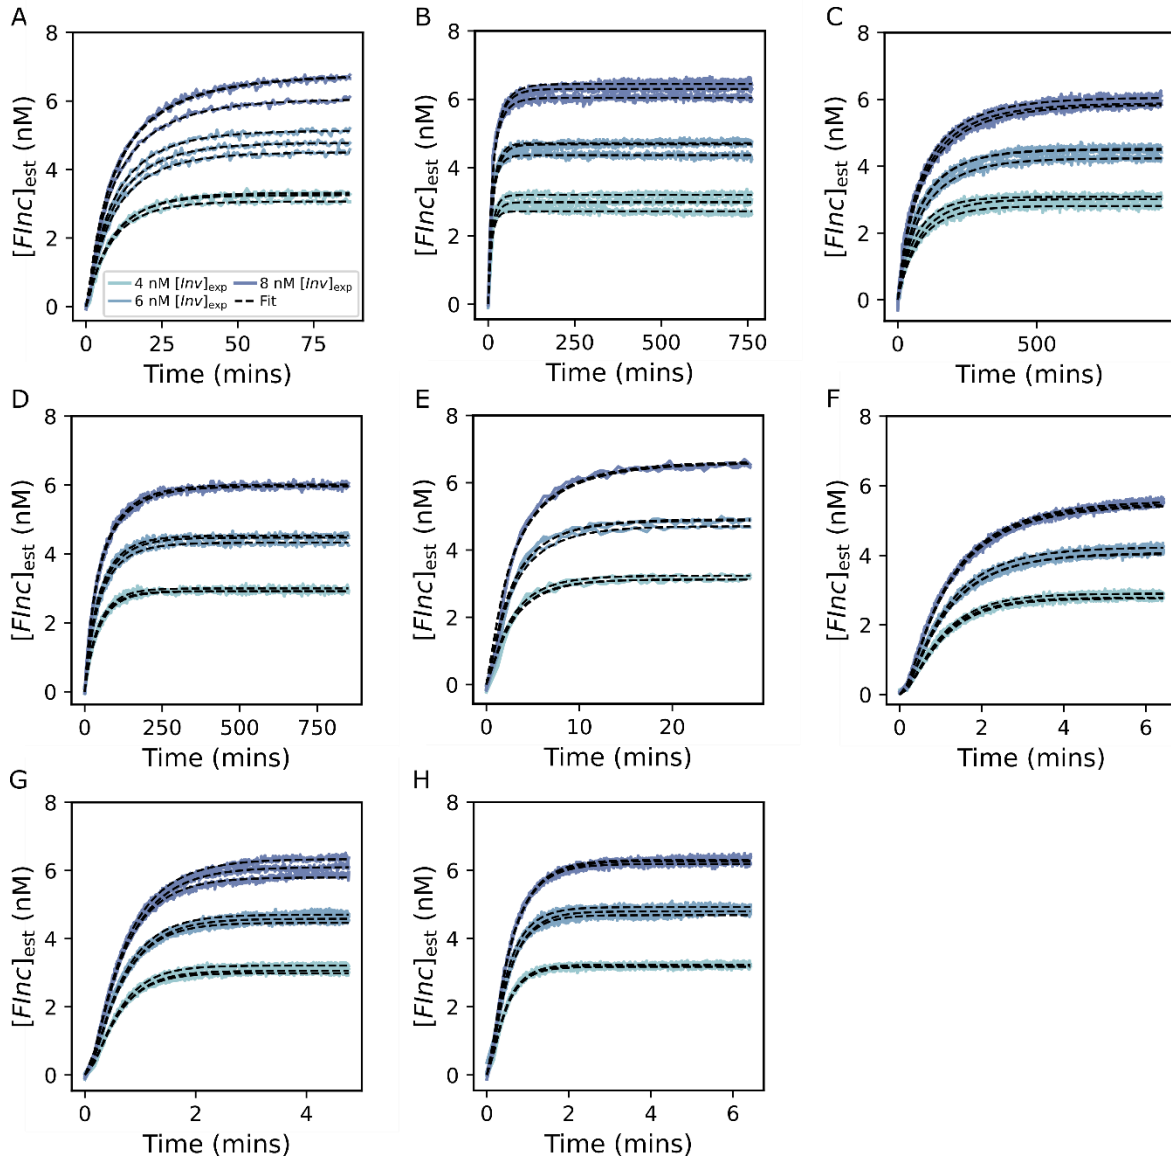 A
8
6
4
2
0
[FInc]est (nM)
0 25 50 75
Time (mins)
4 nM [Inv]exp 8 nM [Inv]exp
6 nM [Inv]exp Fit
B
8
6
4
2
0
[FInc]est (nM)
0 250 500 750
Time (mins)
C
8
6
4
2
0
[FInc]est (nM)
0 500
Time (mins)
D
8
6
4
2
0
[FInc]est (nM)
0 250 500 750
Time (mins)
E
8
6
4
2
0
[FInc]est (nM)
0 10 20
Time (mins)
F
8
6
4
2
0
[FInc]est (nM)
0 2 4 6
Time (mins)
G
8
6
4
2
0
[FInc]est (nM)
0 2 4
Time (mins)
H
8
6
4
2
0
[FInc]est (nM)
0 2 4 6
Time (mins)